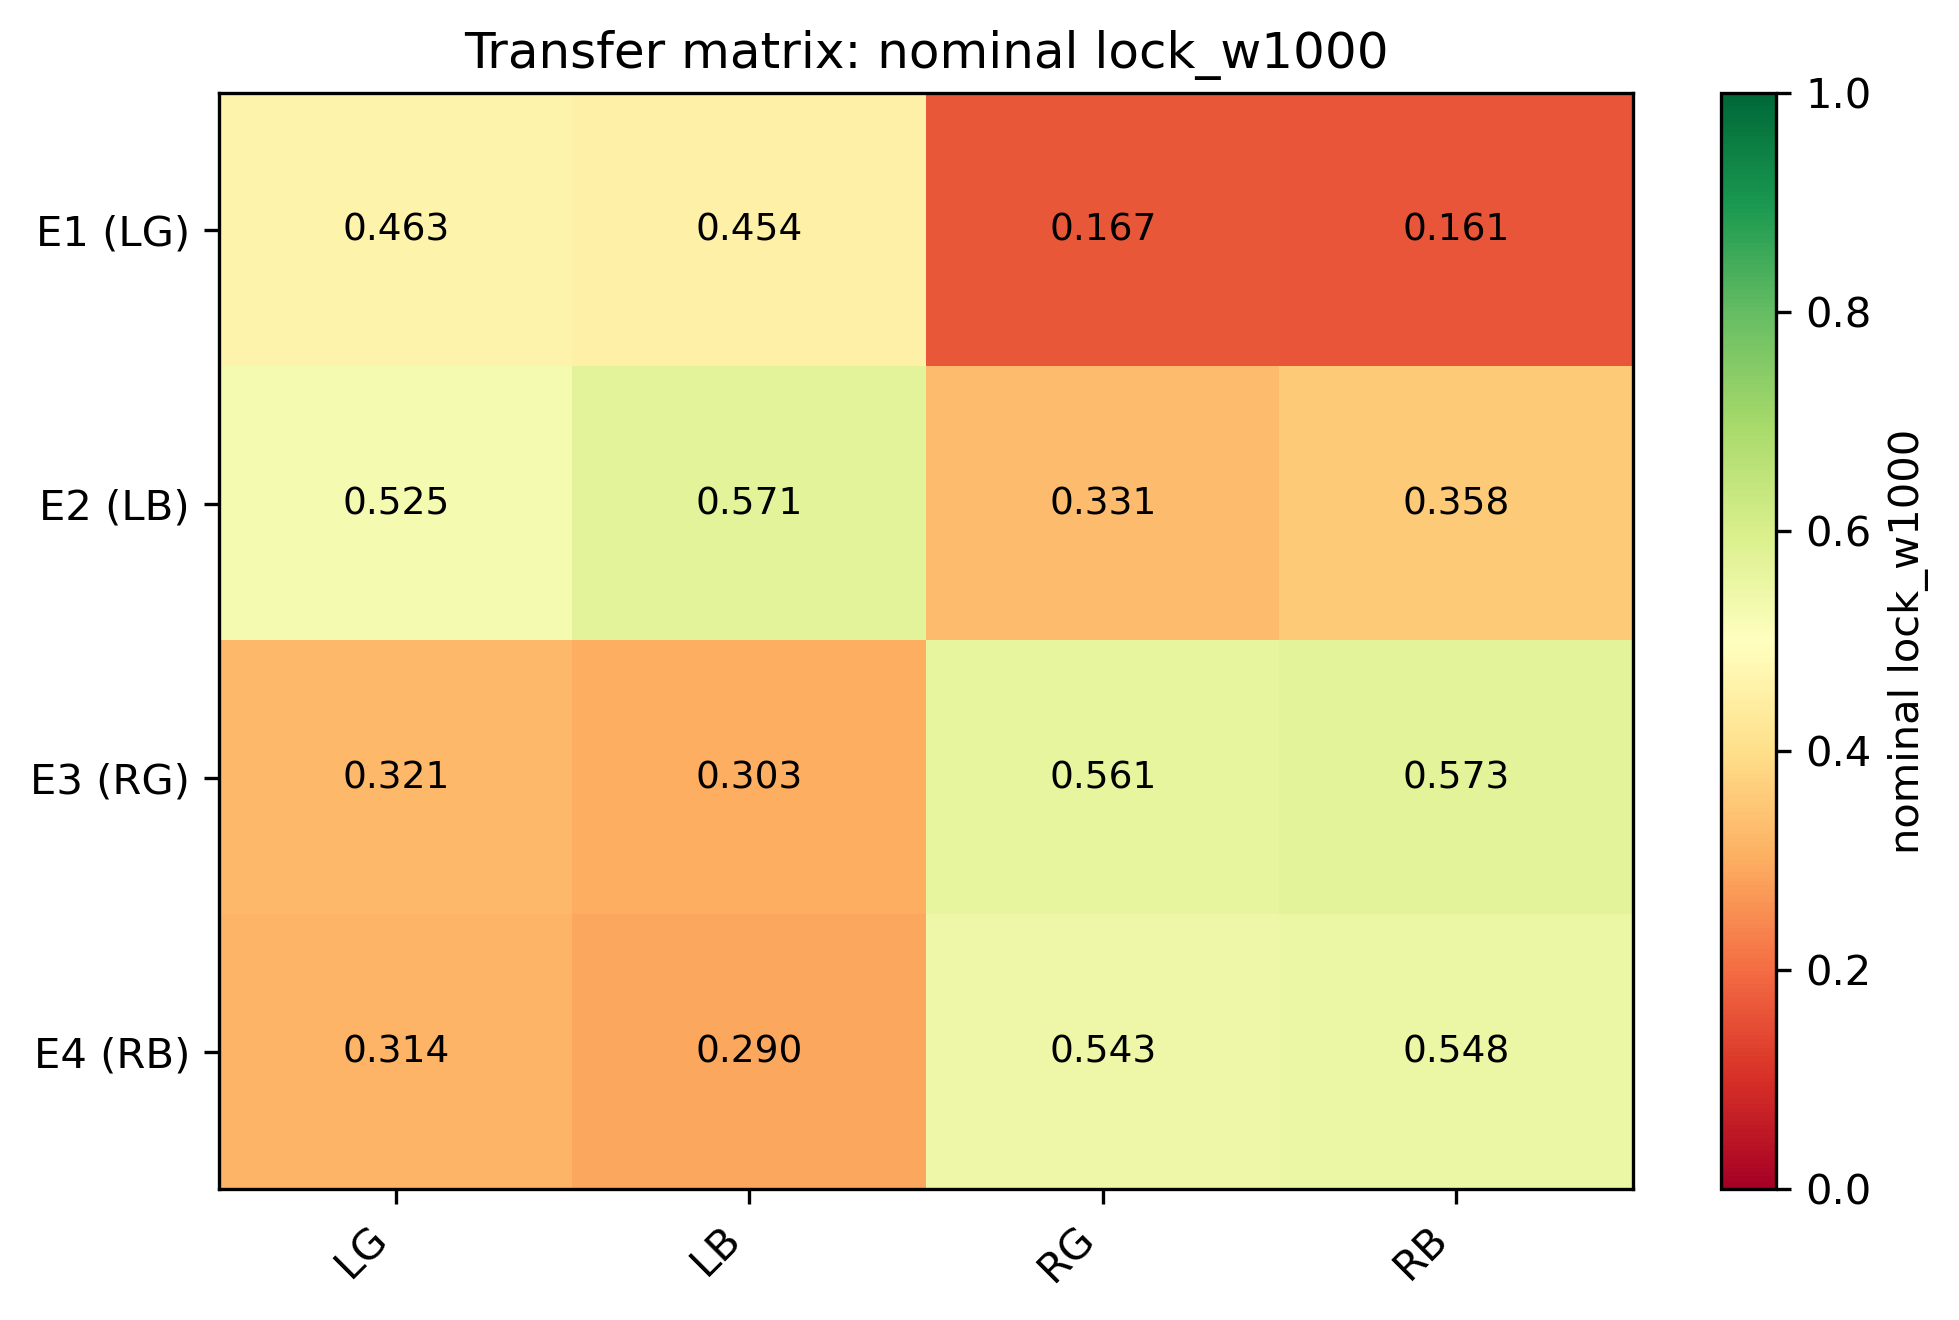 Transfer matrix: nominal lock_w1000
E1 (LG) 0.463 0.454 0.167 0.161
E2 (LB) 0.525 0.571 0.331 0.358
E3 (RG) 0.321 0.303 0.561 0.573
E4 (RB) 0.314 0.290 0.543 0.548
LG LB RG RB
1.0
0.8
0.6
0.4
0.2
0.0
nominal lock_w1000